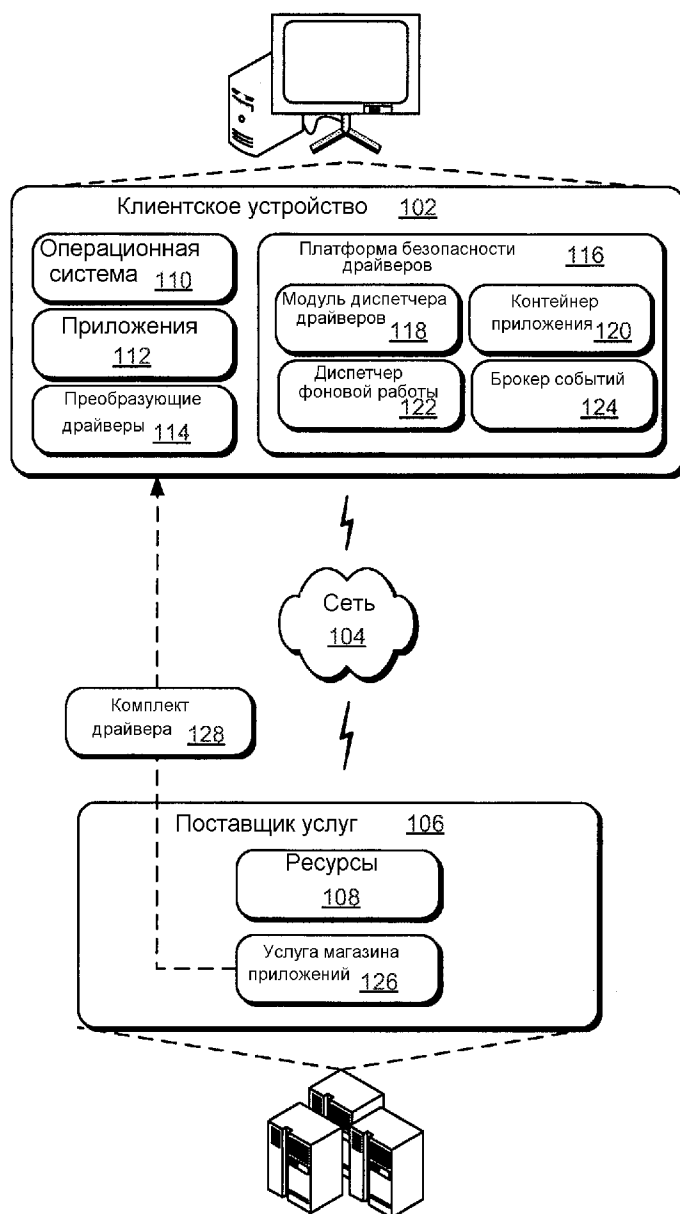 Клиентское устройство 102
Операционная
система 110
Приложения
112
Преобразующие
драйверы 114
Платформа безопасности
драйверов 116
Модуль диспетчера
драйверов 118
Контейнер
приложения 120
Диспетчер
фоновой работы 122
Брокер событий
124
Сеть
104
Комплект
драйвера 128
Поставщик услуг 106
Ресурсы
108
Услуга магазина
приложений 126